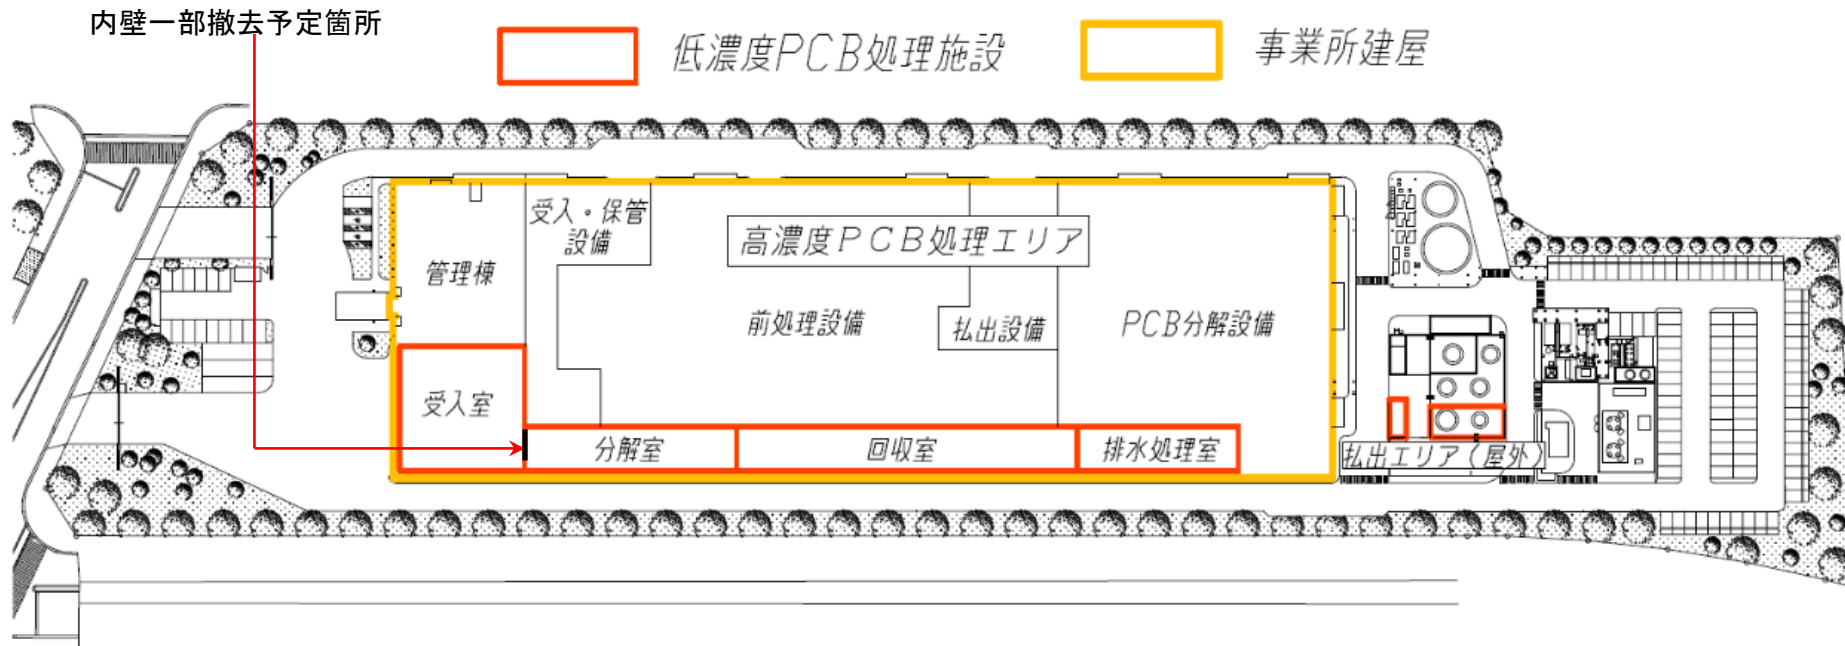 内壁一部撤去予定箇所
低濃度PCB処理施設
事業所建屋
受入・保管
設備
高濃度PCB処理エリア
管理棟
前処理設備
払出設備
PCB分解設備
受入室
分解室
回収室
排水処理室
払出エリア(屋外)